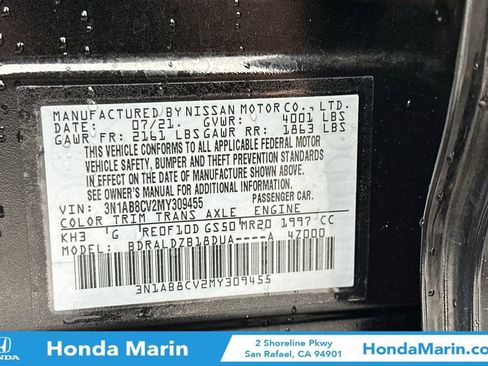 MANUFACTURED BY NISSAN MOTOR CO., LTD.
DATE: 07/21 GVWR: 4001 LBS
GAWR FR: 2161 LBS GAWR RR: 1863 LBS
THIS VEHICLE CONFORMS TO ALL APPLICABLE FEDERAL MOTOR
VEHICLE SAFETY, BUMPER AND THEFT PREVENTION STANDARDS
IN EFFECT ON THE DATE OF MANUFACTURE SHOWN ABOVE.
SEE OWNER'S MANUAL FOR ADDITIONAL INFORMATION
VIN: 3N1AB8CV2MY309455 PASSENGER CAR.
COLOR TRIM TRANS AXLE ENGINE
KH3 G RE0F10D GS50 MR20 1997 CC
BDRALDZB18DUA----A 4Z000
3N1AB8CV2MY309455
HONDA
Honda Marin
2 Shoreline Pkwy
San Rafael, CA 94901
HondaMarin.com